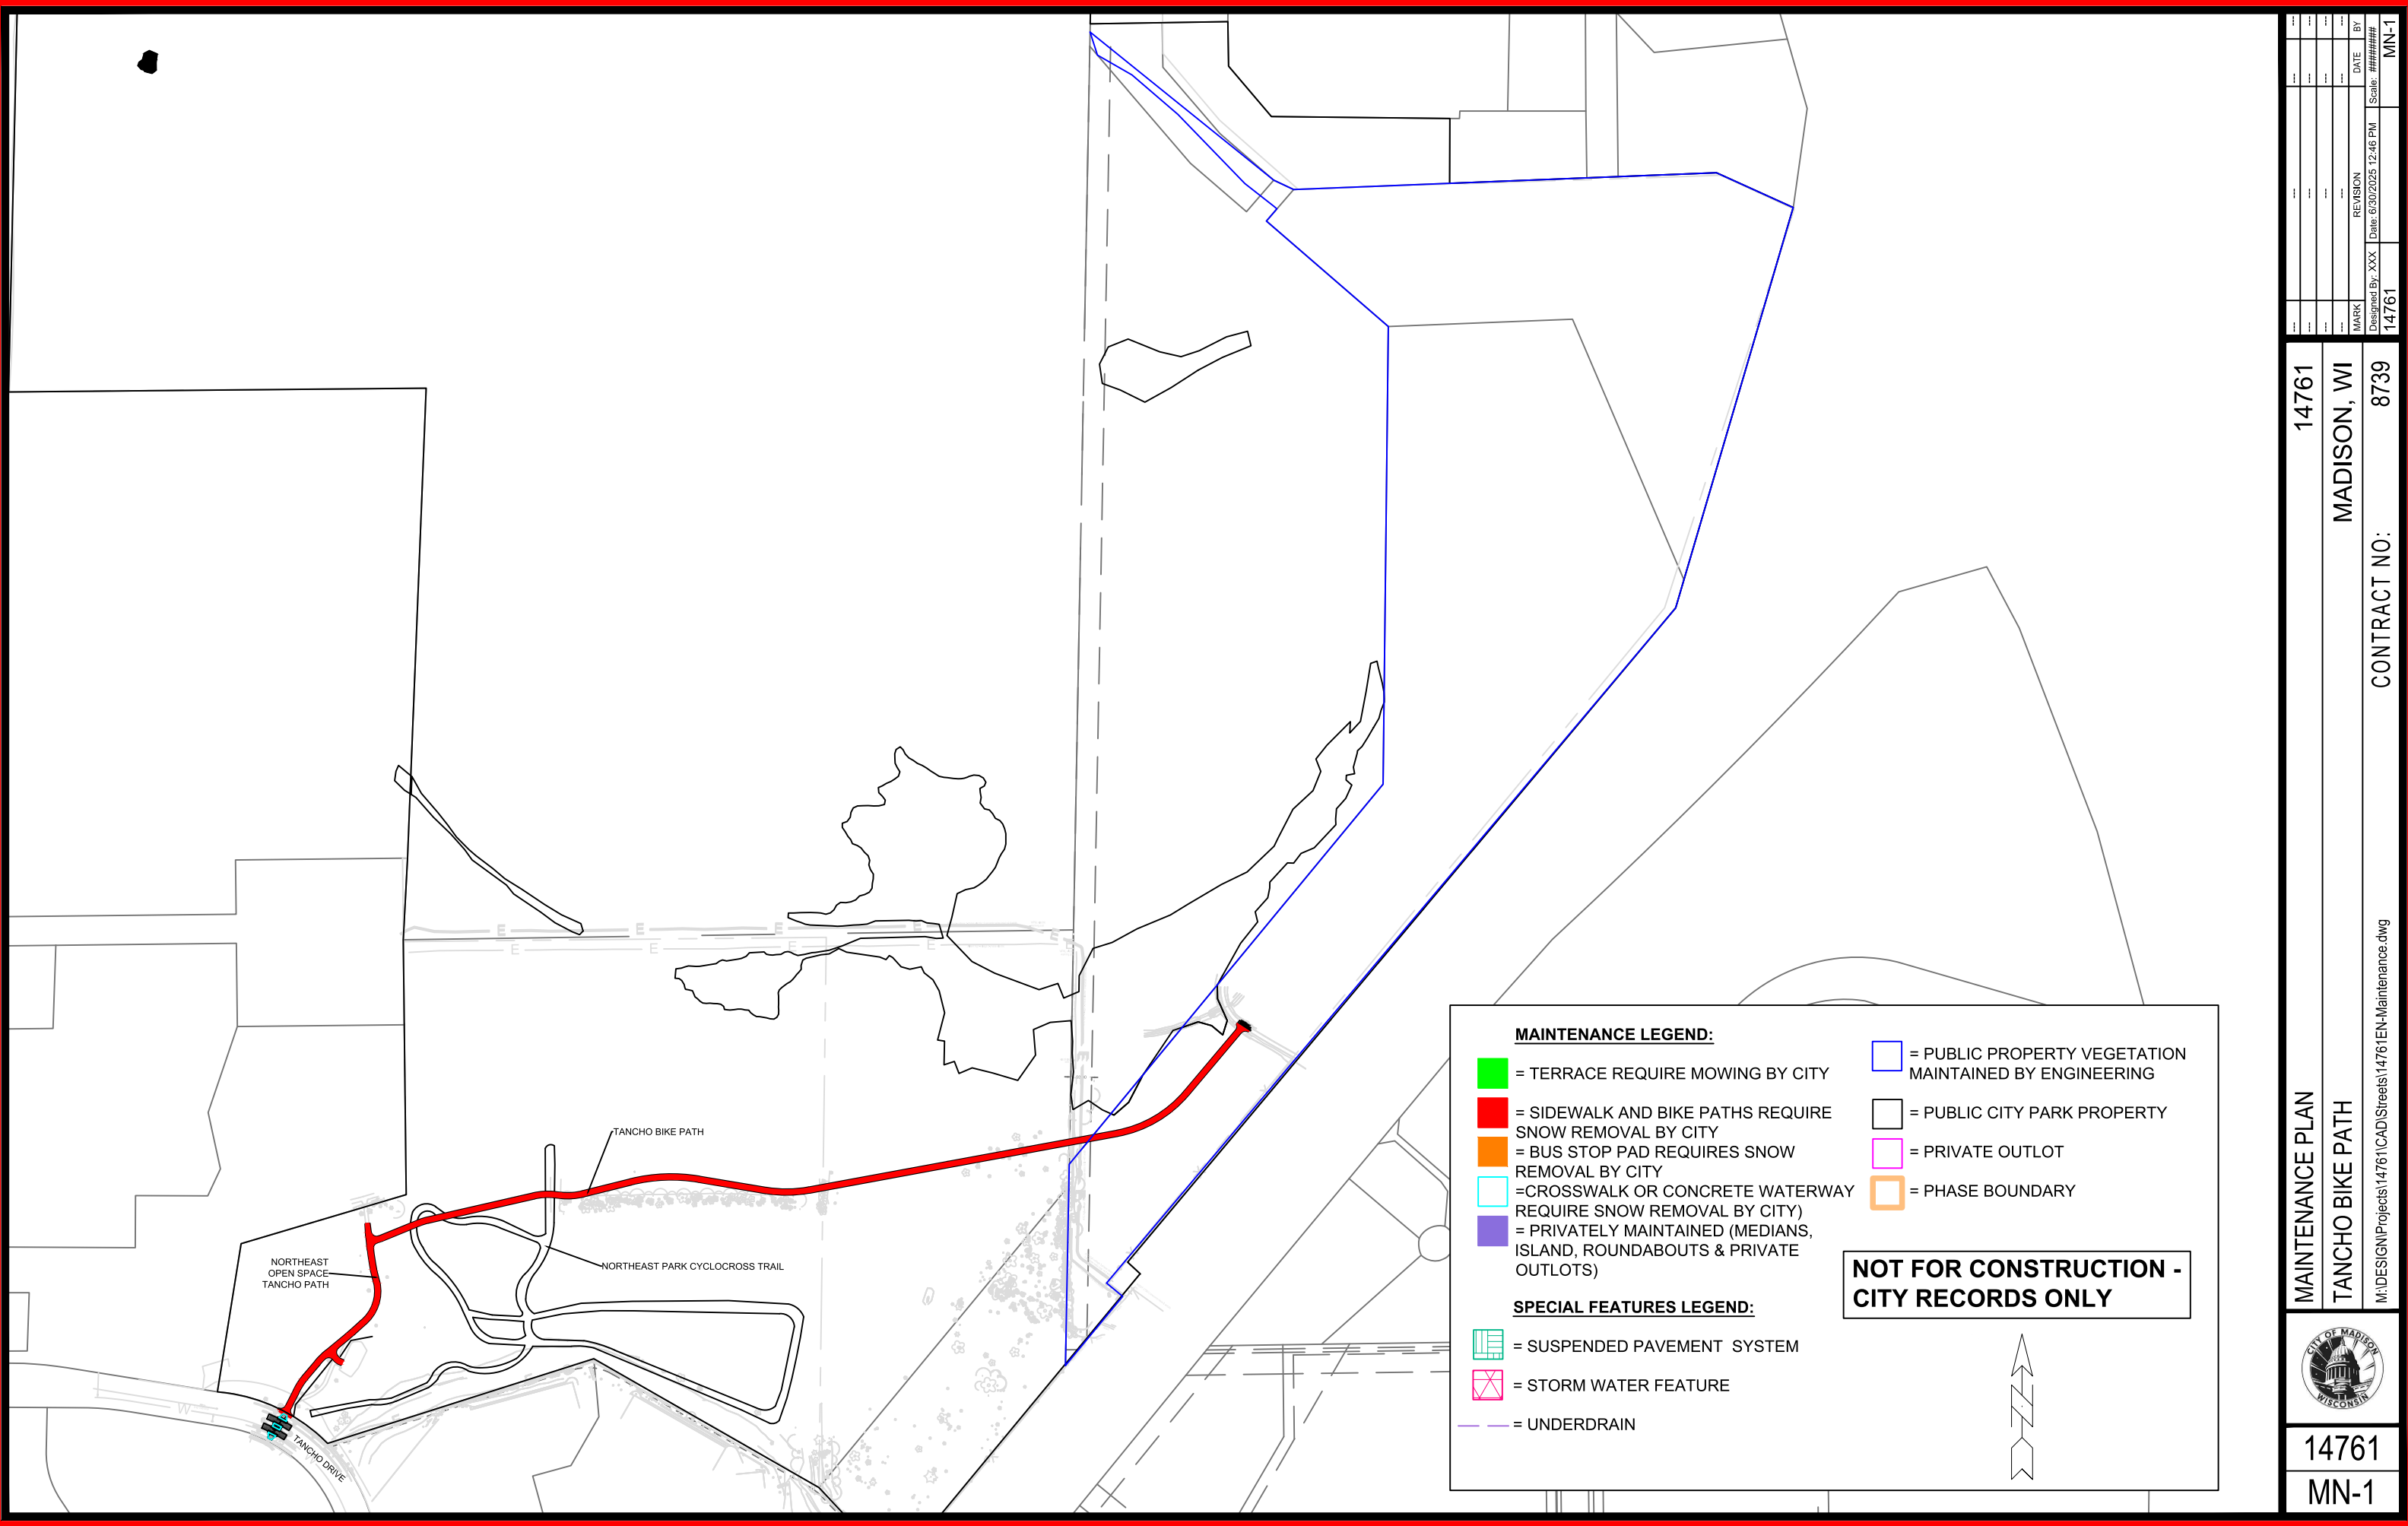 TANCHO BIKE PATH
NORTHEAST
OPEN SPACE
TANCHO PATH
NORTHEAST PARK CYCLOCROSS TRAIL
TANCHO DRIVE
W
E
E
E
E
E
E
E
E
E
E
MAINTENANCE LEGEND:
= TERRACE REQUIRE MOWING BY CITY
= SIDEWALK AND BIKE PATHS REQUIRE
SNOW REMOVAL BY CITY
= BUS STOP PAD REQUIRES SNOW
REMOVAL BY CITY
=CROSSWALK OR CONCRETE WATERWAY
REQUIRE SNOW REMOVAL BY CITY)
= PRIVATELY MAINTAINED (MEDIANS,
ISLAND, ROUNDABOUTS & PRIVATE
OUTLOTS)
= PUBLIC PROPERTY VEGETATION
MAINTAINED BY ENGINEERING
= PUBLIC CITY PARK PROPERTY
= PRIVATE OUTLOT
= PHASE BOUNDARY
NOT FOR CONSTRUCTION -
CITY RECORDS ONLY
SPECIAL FEATURES LEGEND:
= SUSPENDED PAVEMENT SYSTEM
= STORM WATER FEATURE
= UNDERDRAIN
MARK REVISION DATE BY
Designed By: XXX Date: 6/30/2025 12:46 PM Scale: ########
14761 MN-1
MAINTENANCE PLAN 14761
TANCHO BIKE PATH MADISON, WI
M:\DESIGN\Projects\14761\CAD\Streets\14761EN-Maintenance.dwg CONTRACT NO: 8739
CITY OF MADISON
WISCONSIN
14761
MN-1